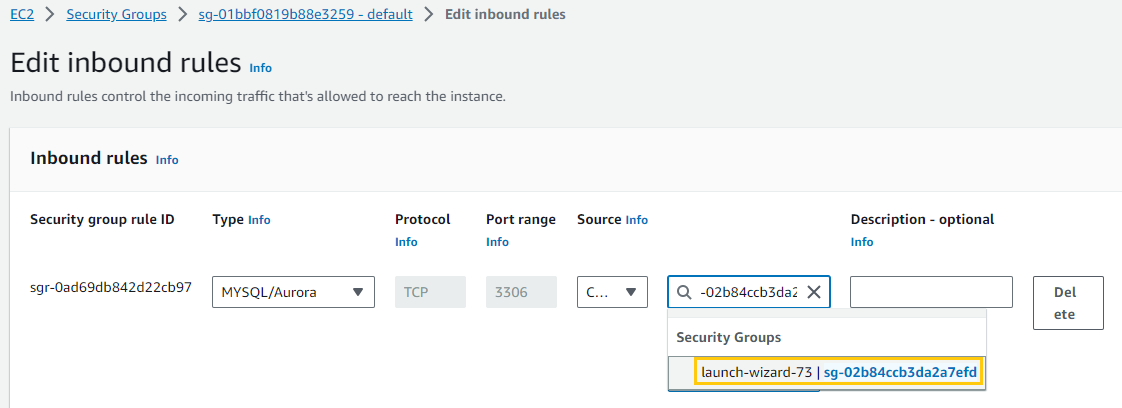 EC2 > Security Groups > sg-01bbf0819b88e3259 - default > Edit inbound rules
Edit inbound rules Info
Inbound rules control the incoming traffic that's allowed to reach the instance.
Inbound rules Info
Security group rule ID Type Info Protocol Port range Source Info Description - optional
Info Info Info
sgr-0ad69db842d22cb97 MYSQL/Aurora TCP 3306 C... -02b84ccb3da2 Del
ete
Security Groups
launch-wizard-73 | sg-02b84ccb3da2a7efd